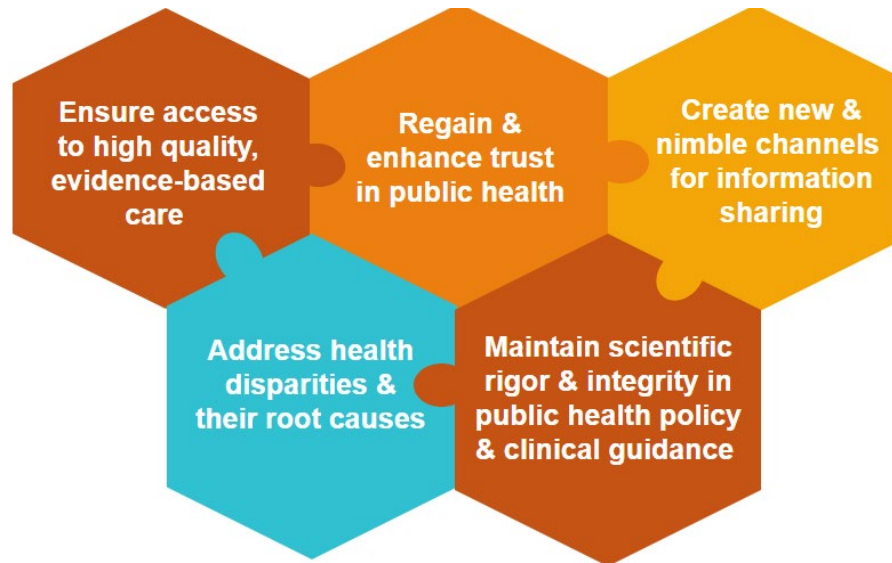 Ensure access
to high quality,
evidence-based
care
Regain &
enhance trust
in public health
Create new &
nimble channels
for information
sharing
Address health
disparities &
their root causes
Maintain scientific
rigor & integrity in
public health policy
& clinical guidance